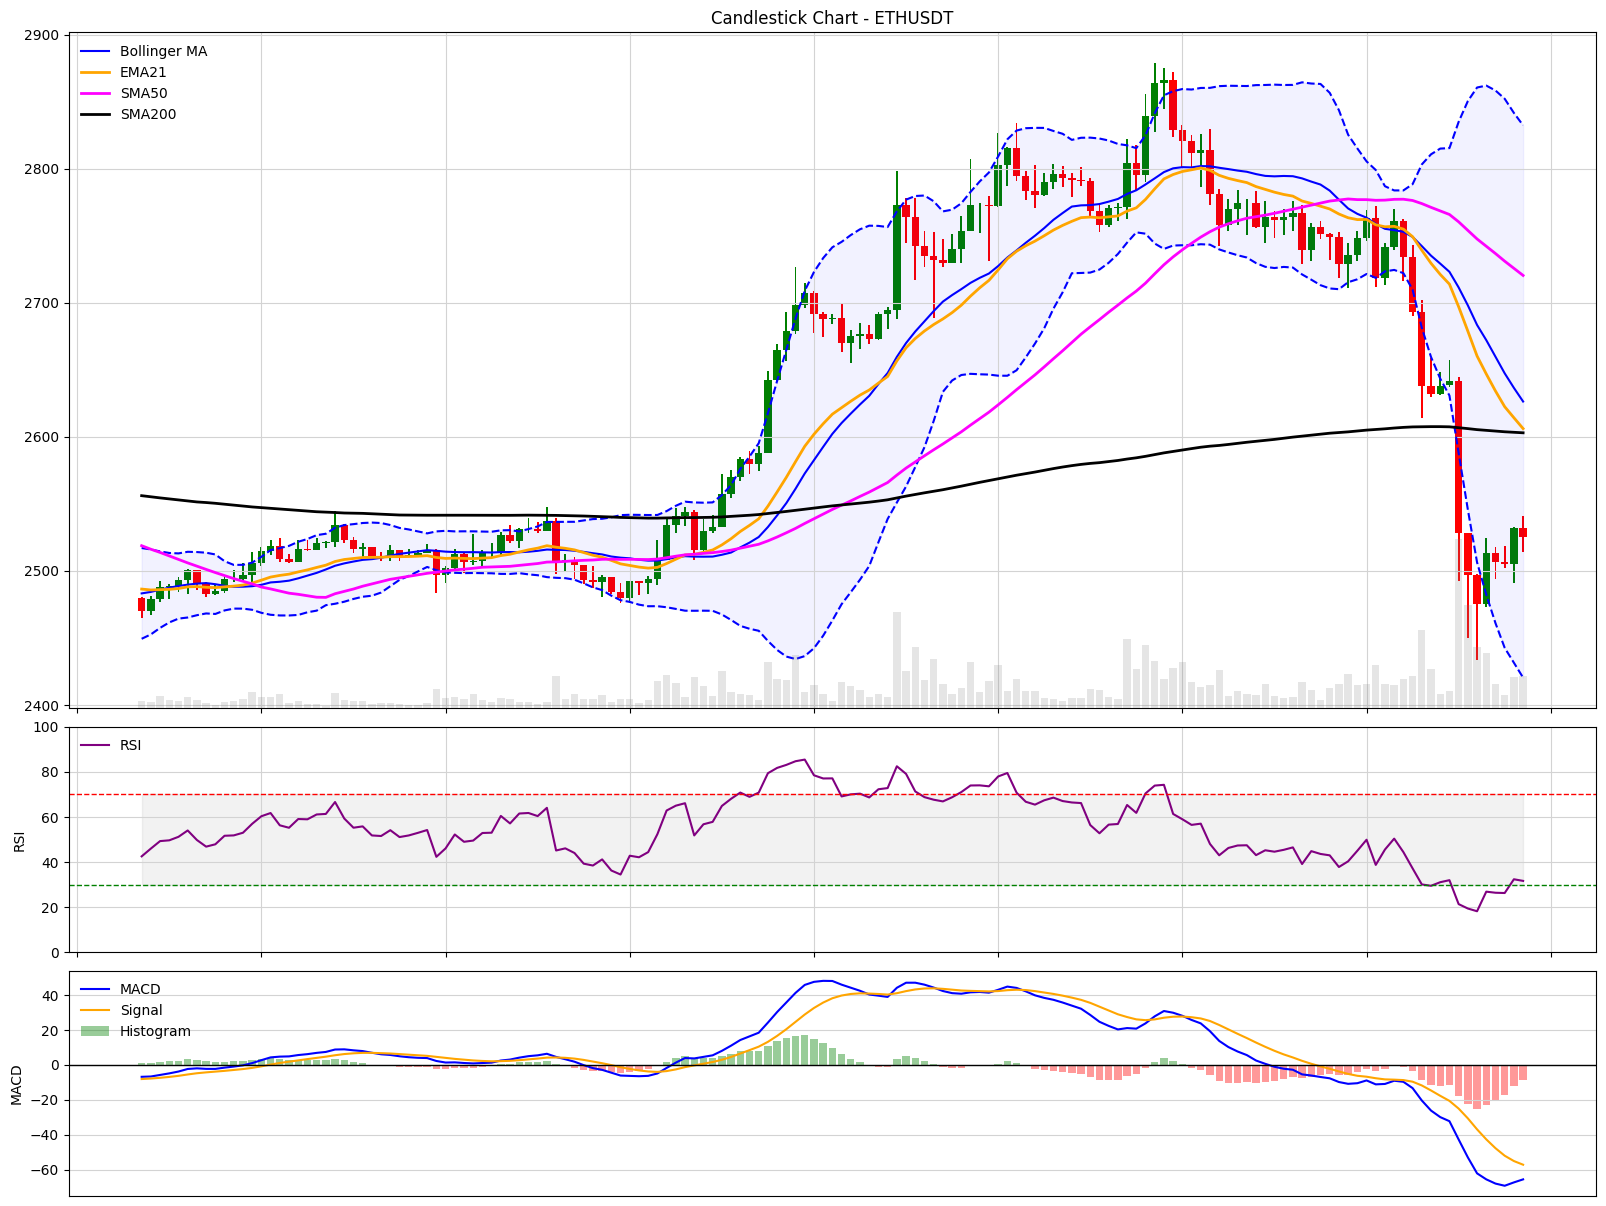 Candlestick Chart - ETHUSDT
2900
2800
2700
2600
2500
2400
Bollinger MA
EMA21
SMA50
SMA200
100
80
60
40
20
0
RSI
RSI
40
20
0
−20
−40
−60
MACD
MACD
Signal
Histogram